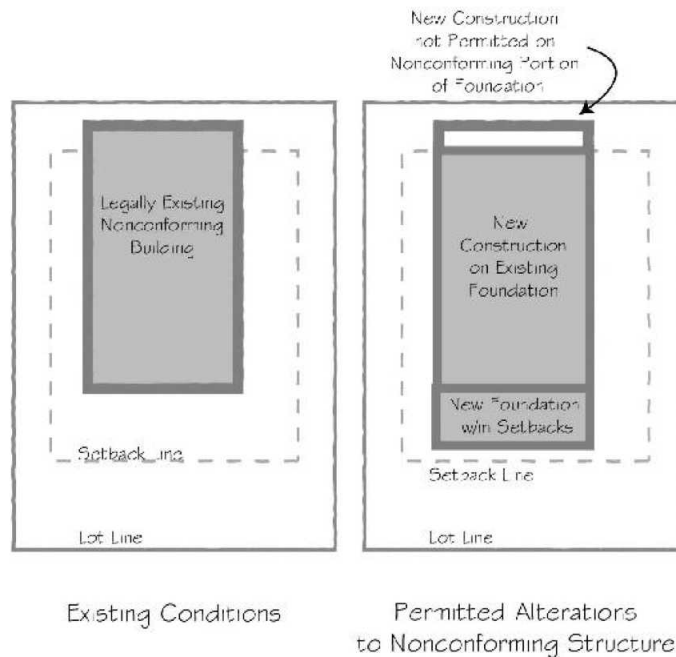 New Construction
not Permitted on
Nonconforming Portion
of Foundation
Legally Existing
Nonconforming
Building
Setback Line
Lot Line
New
Construction
on Existing
Foundation
New Foundation
w/in Setbacks
Setback Line
Lot Line
Existing Conditions
Permitted Alterations
to Nonconforming Structure